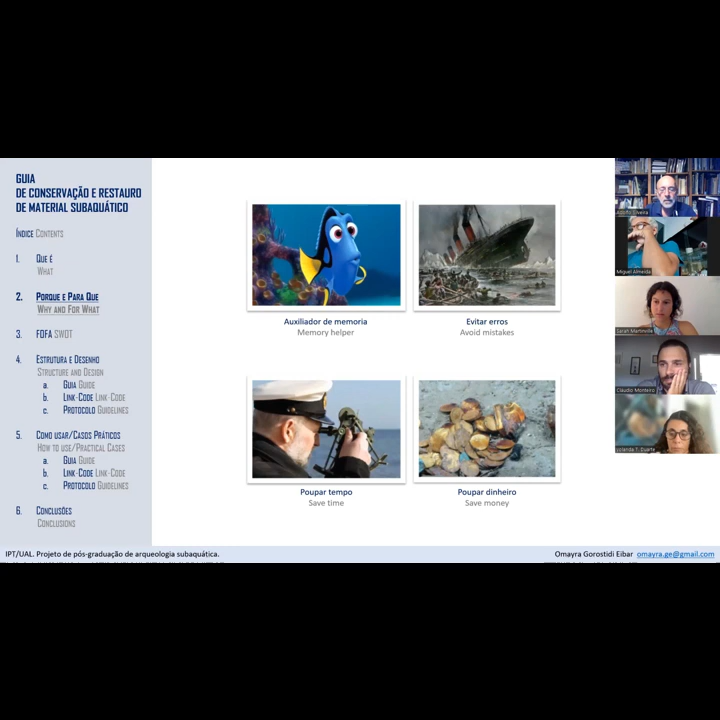 GUIA
DE CONSERVAÇÃO E RESTAURO
DE MATERIAL SUBAQUÁTICO
ÍNDICE CONTENTS
1. QUE É
WHAT
2. PORQUE E PARA QUE
WHY AND FOR WHAT
3. FOFA SWOT
4. ESTRUTURA E DESENHO
STRUCTURE AND DESIGN
a. GUIA GUIDE
b. LINK-CODE LINK-CODE
c. PROTOCOLO GUIDELINES
5. COMO USAR/CASOS PRÁTICOS
HOW TO USE/PRACTICAL CASES
a. GUIA GUIDE
b. LINK-CODE LINK-CODE
c. PROTOCOLO GUIDELINES
6. CONCLUSÕES
CONCLUSIONS
Auxiliador de memoria
Memory helper
Evitar erros
Avoid mistakes
Poupar tempo
Save time
Poupar dinheiro
Save money
Miguel Almeida
Cláudio Monteiro
Iolanda T. Duarte
IPT/UAL. Projeto de pós-graduação de arqueologia subaquática.
Omayra Gorostidi Eibar omayra.ge@gmail.com